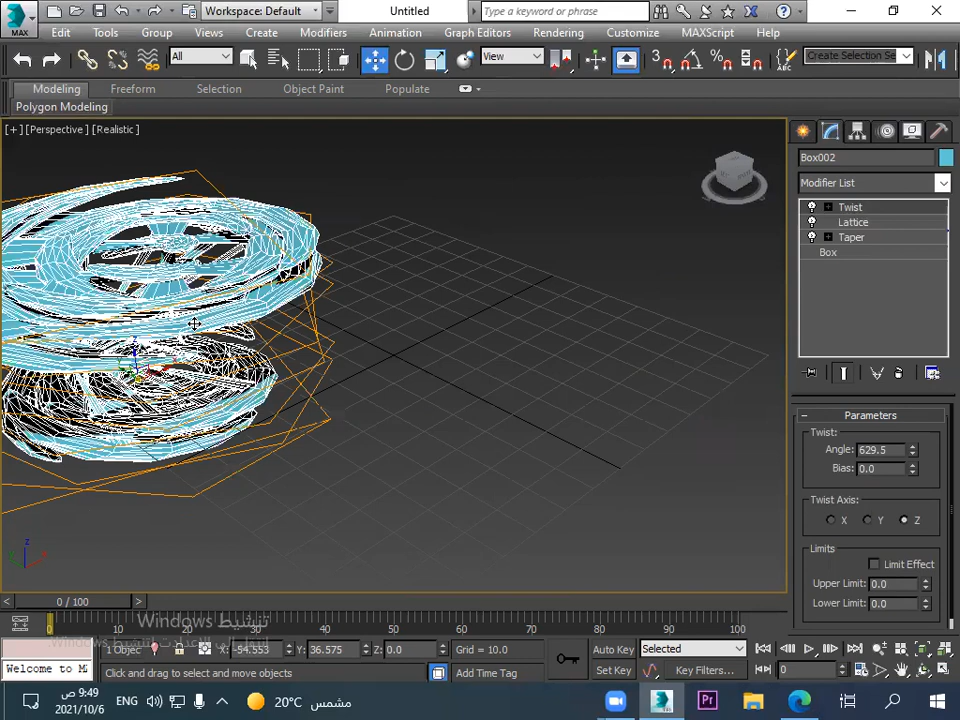 MAX
Workspace: Default
Untitled
Type a keyword or phrase
Edit
Tools
Group
Views
Create
Modifiers
Animation
Graph Editors
Rendering
Customize
MAXScript
Help
All
View
3
Create Selection Se
Modeling
Freeform
Selection
Object Paint
Populate
Polygon Modeling
[+] [Perspective ] [Realistic ]
Box002
Modifier List
Twist
Lattice
Taper
Box
Parameters
Twist:
Angle: 629.5
Bias: 0.0
Twist Axis:
X Y Z
Limits
Limit Effect
Upper Limit: 0.0
Lower Limit: 0.0
z
0 / 100
تنشيط Windows
0 10 20 30 40 50 60 70 80 90 100
1 Objec
X: -54.553
Y: 36.575
Z: 0.0
Grid = 10.0
Auto Key
Selected
Welcome to M
Click and drag to select and move objects
Add Time Tag
Set Key
Key Filters...
0
9:49 ص
2021/10/6
ENG
20°C
مشمس
Pr